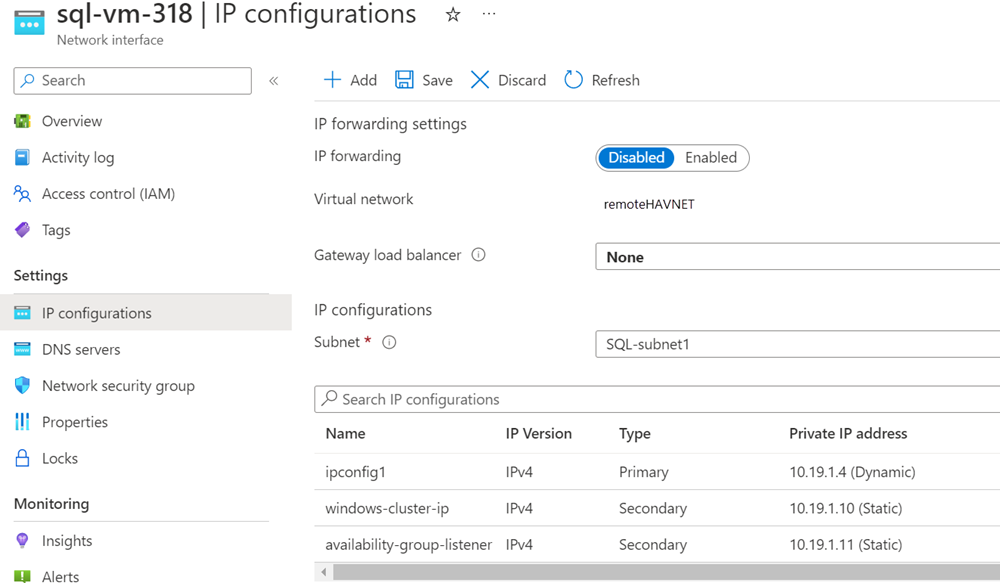 sql-vm-318 | IP configurations
Network interface
Search
Overview
Activity log
Access control (IAM)
Tags
Settings
IP configurations
DNS servers
Network security group
Properties
Locks
Monitoring
Insights
Alerts
Add Save Discard Refresh
IP forwarding settings
IP forwarding Disabled Enabled
Virtual network remoteHAVNET
Gateway load balancer None
IP configurations
Subnet * SQL-subnet1
Search IP configurations
Name IP Version Type Private IP address
ipconfig1 IPv4 Primary 10.19.1.4 (Dynamic)
windows-cluster-ip IPv4 Secondary 10.19.1.10 (Static)
availability-group-listener IPv4 Secondary 10.19.1.11 (Static)